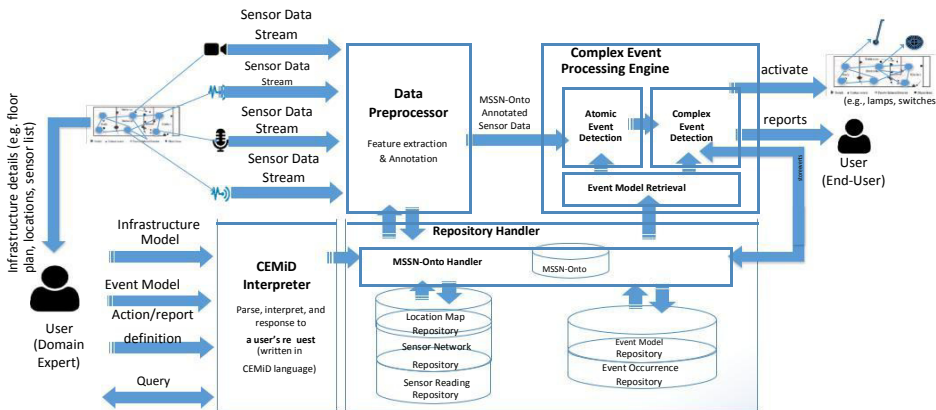 Sensor Data
Stream
Sensor Data
Stream
Sensor Data
Stream
Sensor Data
Stream
Infrastructure details (e.g. floor
plan, locations, sensor list)
User
(Domain
Expert)
Infrastructure
Model
Event Model
Action/report
definition
Query
Data
Preprocessor
Feature extraction
& Annotation
MSSN-Onto
Annotated
Sensor Data
Complex Event
Processing Engine
Atomic
Event
Detection
Complex
Event
Detection
Event Model Retrieval
activate
(e.g., lamps, switches
reports
User
(End-User)
CEMiD
Interpreter
Parse, interpret, and
response to
a user's re uest
(written in
CEMiD language)
Repository Handler
MSSN-Onto Handler
MSSN-Onto
Location Map
Repository
Sensor Network
Repository
Sensor Reading
Repository
Event Model
Repository
Event Occurrence
Repository